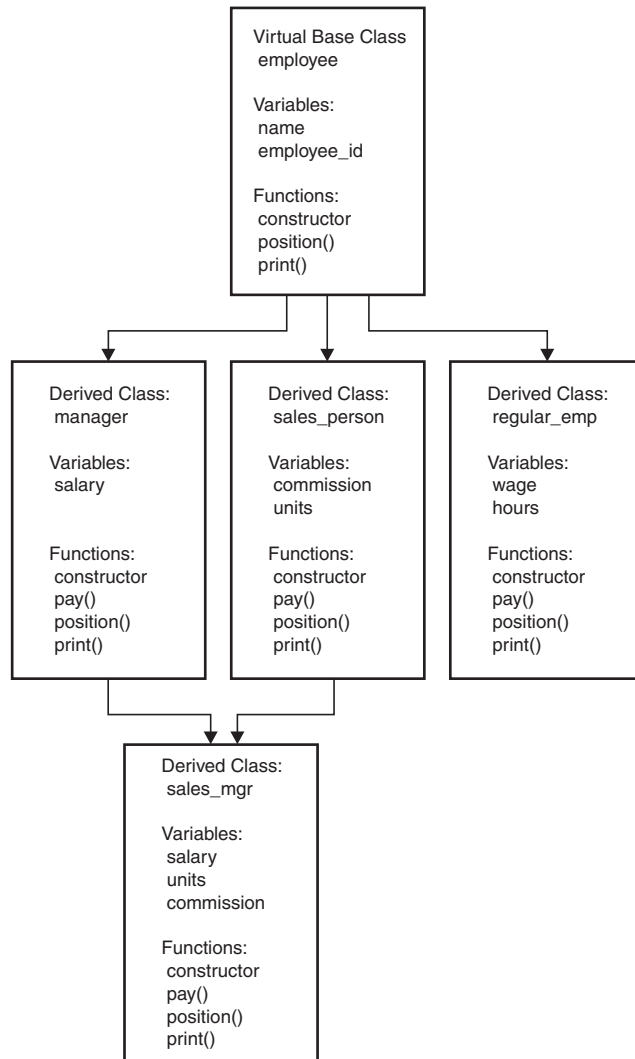 Virtual Base Class
employee
Variables:
name
employee_id
Functions:
constructor
position()
print()
Derived Class:
manager
Variables:
salary
Functions:
constructor
pay()
position()
print()
Derived Class:
sales_person
Variables:
commission
units
Functions:
constructor
pay()
position()
print()
Derived Class:
regular_emp
Variables:
wage
hours
Functions:
constructor
pay()
position()
print()
Derived Class:
sales_mgr
Variables:
salary
units
commission
Functions:
constructor
pay()
position()
print()